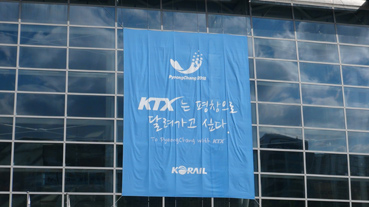 PyeongChang 2018
KTX는 평창으로
달려가고 싶다.
To PyeongChang with KTX
KORAIL